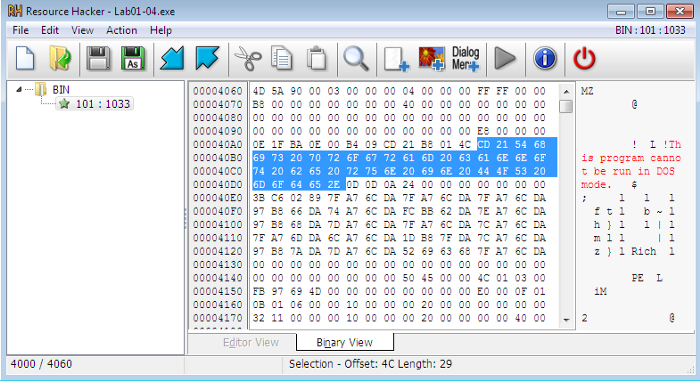 Resource Hacker - Lab01-04.exe
File Edit View Action Help BIN : 101 : 1033
As Dialog Menu
BIN
101 : 1033
00004060 4D 5A 90 00 03 00 00 00 04 00 00 00 FF FF 00 00 MZ
00004070 B8 00 00 00 00 00 00 00 40 00 00 00 00 00 00 00 @
00004080 00 00 00 00 00 00 00 00 00 00 00 00 00 00 00 00
00004090 00 00 00 00 00 00 00 00 00 00 00 00 E8 00 00 00
000040A0 0E 1F BA 0E 00 B4 09 CD 21 B8 01 4C CD 21 54 68 ! L !Th
000040B0 69 73 20 70 72 6F 67 72 61 6D 20 63 61 6E 6E 6F is program canno
000040C0 74 20 62 65 20 72 75 6E 20 69 6E 20 44 4F 53 20 t be run in DOS
000040D0 6D 6F 64 65 2E 0D 0D 0A 24 00 00 00 00 00 00 00 mode. $
000040E0 3B C6 02 89 7F A7 6C DA 7F A7 6C DA 7F A7 6C DA ; l l l
000040F0 97 B8 66 DA 74 A7 6C DA FC BB 62 DA 7E A7 6C DA f t l b ~ l
00004100 97 B8 68 DA 7D A7 6C DA 7F A7 6C DA 7C A7 6C DA h } l l | l
00004110 7F A7 6D DA 6C A7 6C DA 1D B8 7F DA 7C A7 6C DA m l l | l
00004120 97 B8 7A DA 7D A7 6C DA 52 69 63 68 7F A7 6C DA z } l Rich l
00004130 00 00 00 00 00 00 00 00 00 00 00 00 00 00 00 00
00004140 00 00 00 00 00 00 00 00 50 45 00 00 4C 01 03 00 PE L
00004150 FB 97 69 4D 00 00 00 00 00 00 00 00 E0 00 0F 01 iM
00004160 0B 01 06 00 00 10 00 00 00 20 00 00 00 00 00 00
00004170 32 11 00 00 00 10 00 00 00 20 00 00 00 00 40 00 2 @
Editor View Binary View
4000 / 4060 Selection - Offset: 4C Length: 29